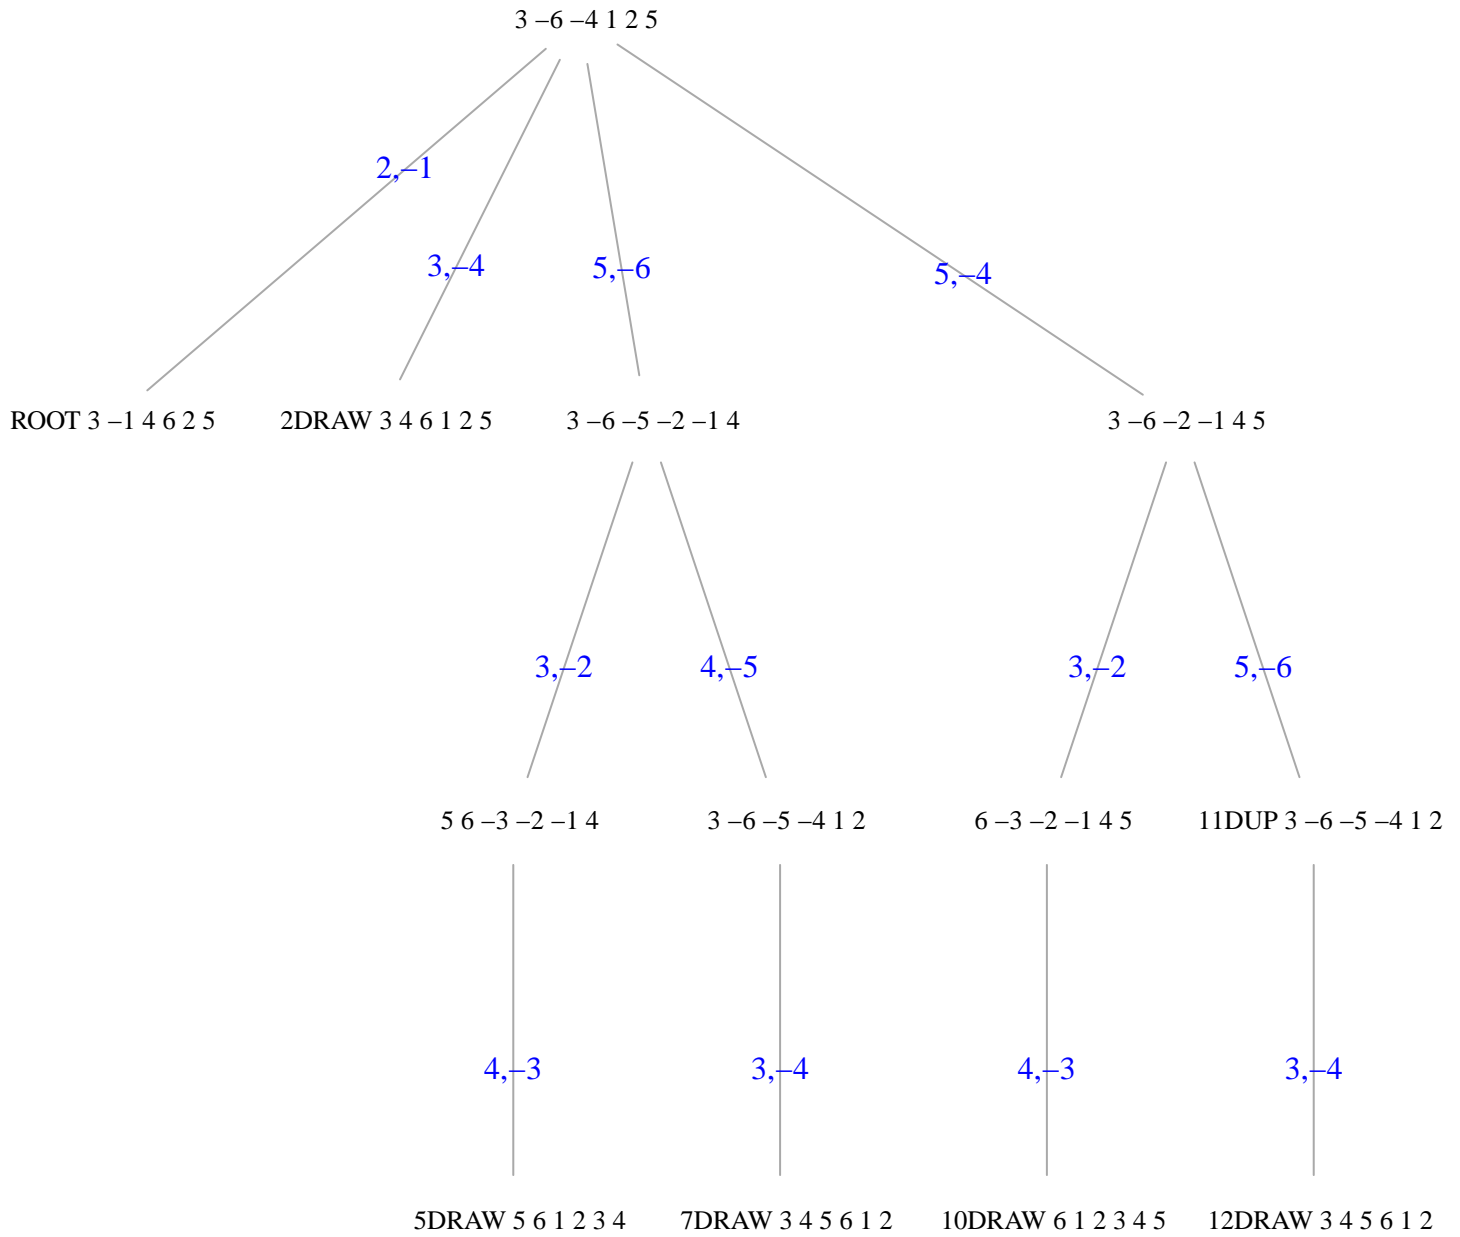 3 –6 –4 1 2 5
2,–1
3,–4
5,–6
5,–4
ROOT 3 –1 4 6 2 5
2DRAW 3 4 6 1 2 5
3 –6 –5 –2 –1 4
3 –6 –2 –1 4 5
3,–2
4,–5
3,–2
5,–6
5 6 –3 –2 –1 4
3 –6 –5 –4 1 2
6 –3 –2 –1 4 5
11DUP 3 –6 –5 –4 1 2
4,–3
3,–4
4,–3
3,–4
5DRAW 5 6 1 2 3 4
7DRAW 3 4 5 6 1 2
10DRAW 6 1 2 3 4 5
12DRAW 3 4 5 6 1 2